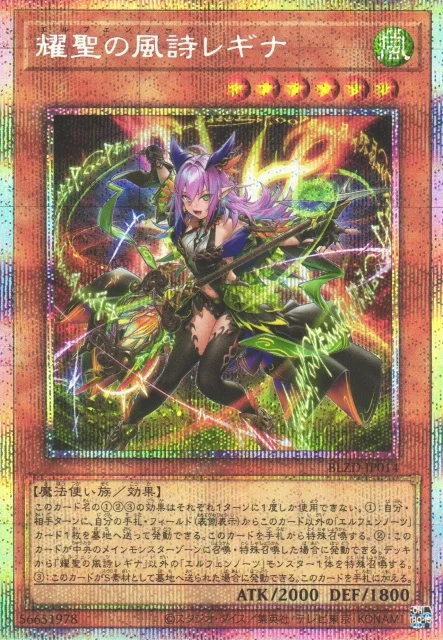 耀聖の風詩レギナ
風
BLZD-JP014
【魔法使い族／効果】
このカード名の①②③の効果はそれぞれ1ターンに1度しか使用できない。①：自分・
相手ターンに、自分の手札・フィールド(表側表示)からこのカード以外の「エルフェンノーツ」
カード1枚を墓地へ送って発動できる。このカードを手札から特殊召喚する。②：この
カードが中央のメインモンスターゾーンに召喚・特殊召喚した場合に発動できる。デッキ
から「耀聖の風詩レギナ」以外の「エルフェンノーツ」モンスター1体を特殊召喚する。
③：このカードがS素材として墓地へ送られた場合に発動できる。このカードを手札に加える。
ATK/2000 DEF/1800
56651978
スタジオ・ダイス／集英社・テレビ東京・KONAMI